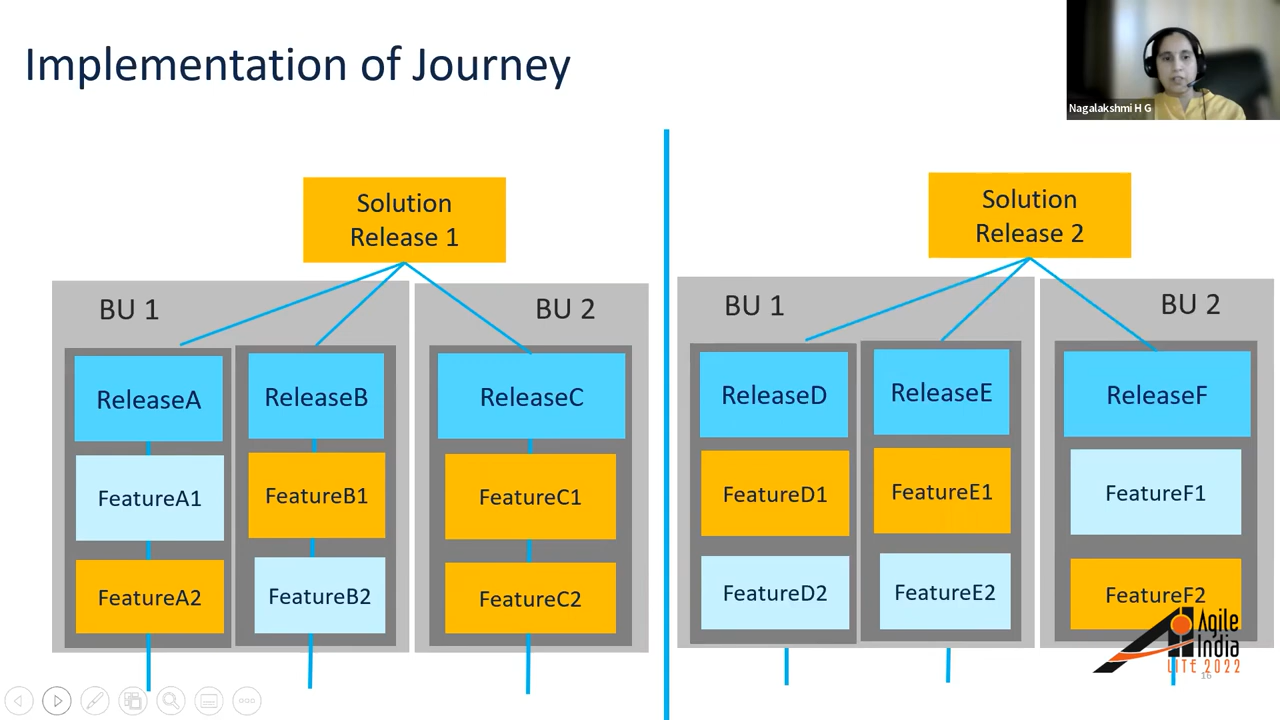 Implementation of Journey
Nagalakshmi H G
Solution
Release 1
BU 1
BU 2
ReleaseA
ReleaseB
ReleaseC
FeatureA1
FeatureB1
FeatureC1
FeatureA2
FeatureB2
FeatureC2
Solution
Release 2
BU 1
BU 2
ReleaseD
ReleaseE
ReleaseF
FeatureD1
FeatureE1
FeatureF1
FeatureD2
FeatureE2
FeatureF2
Agile
India
LITE 2022
16